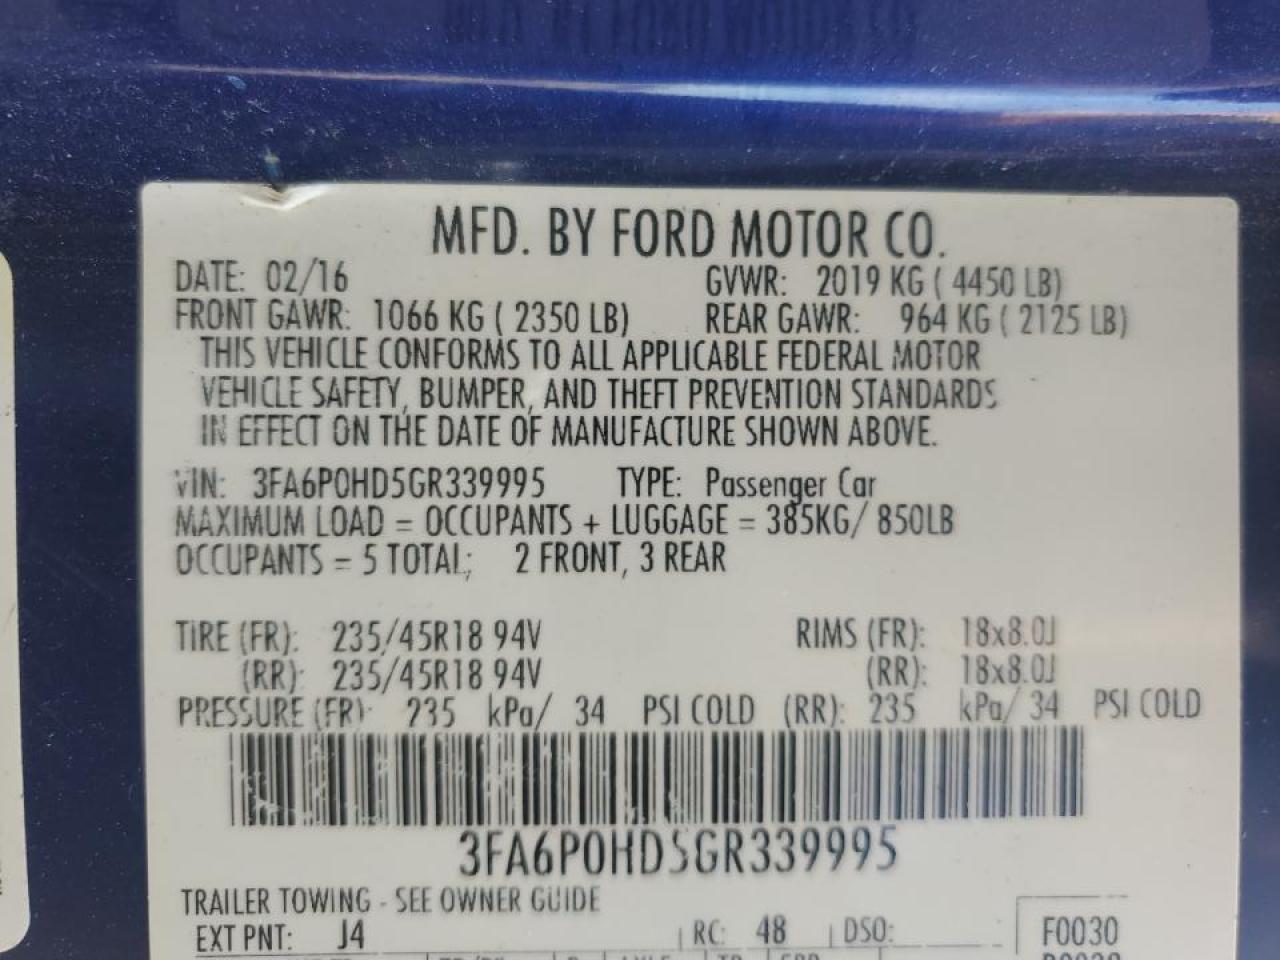 MFD. BY FORD MOTOR CO.
DATE: 02/16 GVWR: 2019 KG ( 4450 LB)
FRONT GAWR: 1066 KG ( 2350 LB) REAR GAWR: 964 KG ( 2125 LB)
THIS VEHICLE CONFORMS TO ALL APPLICABLE FEDERAL MOTOR
VEHICLE SAFETY, BUMPER, AND THEFT PREVENTION STANDARDS
IN EFFECT ON THE DATE OF MANUFACTURE SHOWN ABOVE.
VIN: 3FA6P0HD5GR339995 TYPE: Passenger Car
MAXIMUM LOAD = OCCUPANTS + LUGGAGE = 385KG/ 850LB
OCCUPANTS = 5 TOTAL; 2 FRONT, 3 REAR
TIRE (FR): 235/45R18 94V RIMS (FR): 18x8.0J
(RR): 235/45R18 94V (RR): 18x8.0J
PRESSURE (FR): 235 kPa/ 34 PSI COLD (RR): 235 kPa/ 34 PSI COLD
3FA6P0HD5GR339995
TRAILER TOWING - SEE OWNER GUIDE
EXT PNT: J4 RC: 48 DSO: F0030